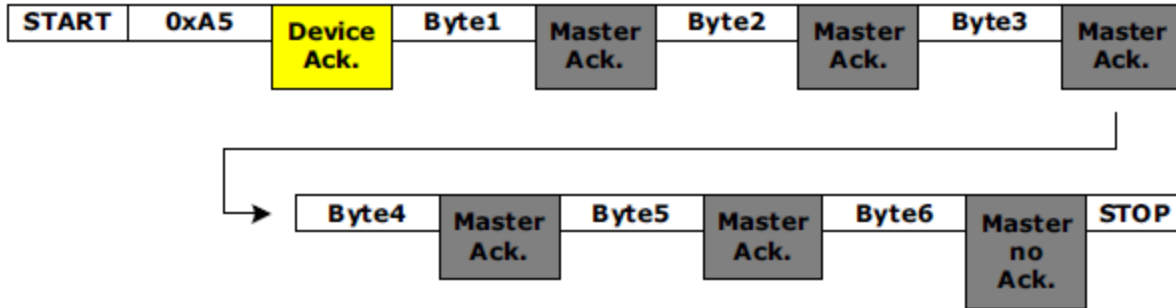 START 0xA5 Device Ack. Byte1 Master Ack. Byte2 Master Ack. Byte3 Master Ack.
Byte4 Master Ack. Byte5 Master Ack. Byte6 Master no Ack. STOP